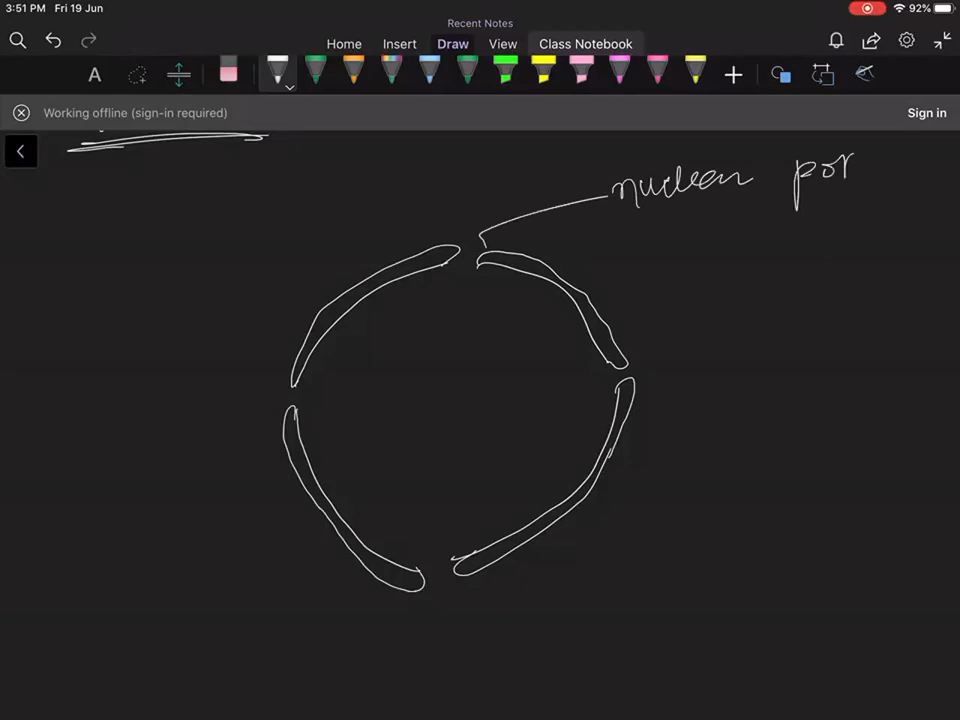 3:51 PM Fri 19 Jun
92%
Recent Notes
Home Insert Draw View Class Notebook
A
Working offline (sign-in required)
Sign in
nuclear por